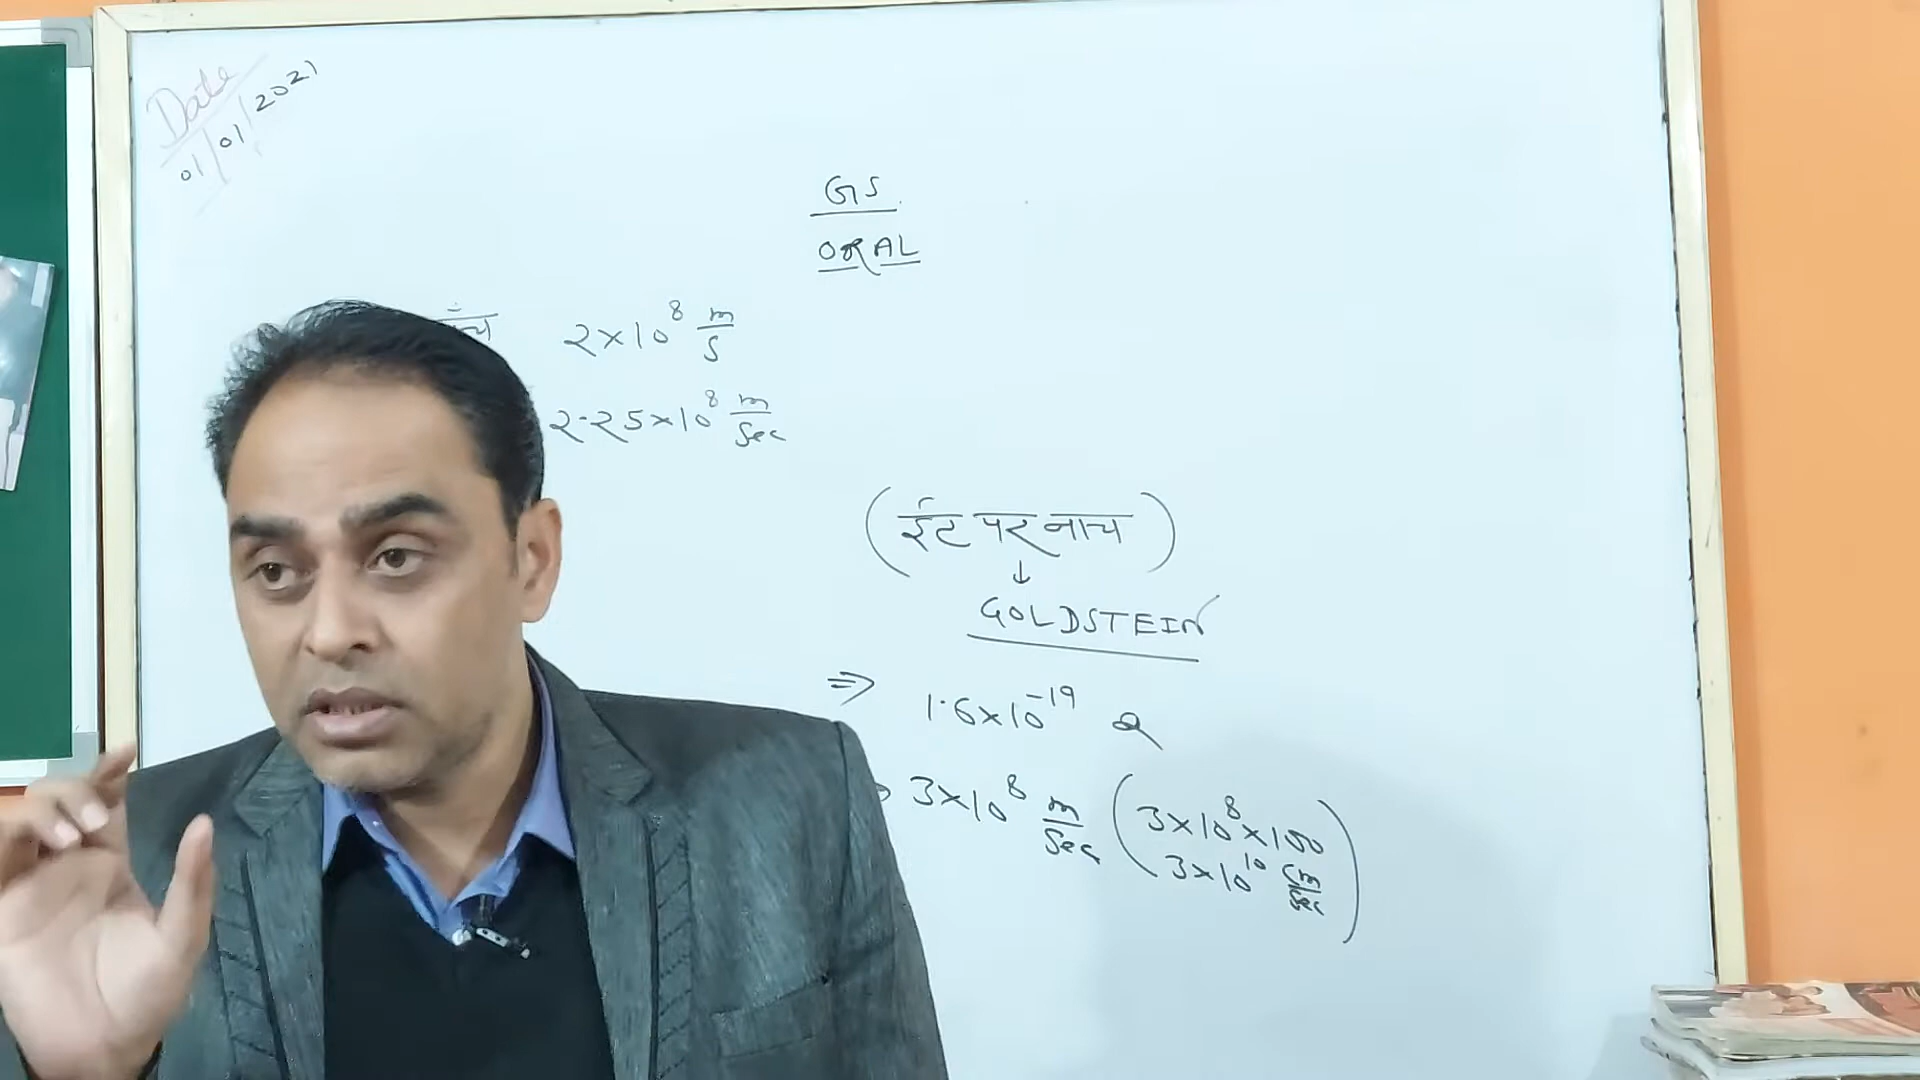 Date
01/01/2021
GS
ORAL
2×10⁸ m/s
2.25×10⁸ m/sec
(ईंट पर नाच)
↓
GOLDSTEIN
⇒ 1.6×10⁻¹⁹
3×10⁸ m/sec (3×10⁸×100
3×10¹⁰ cm/sec)